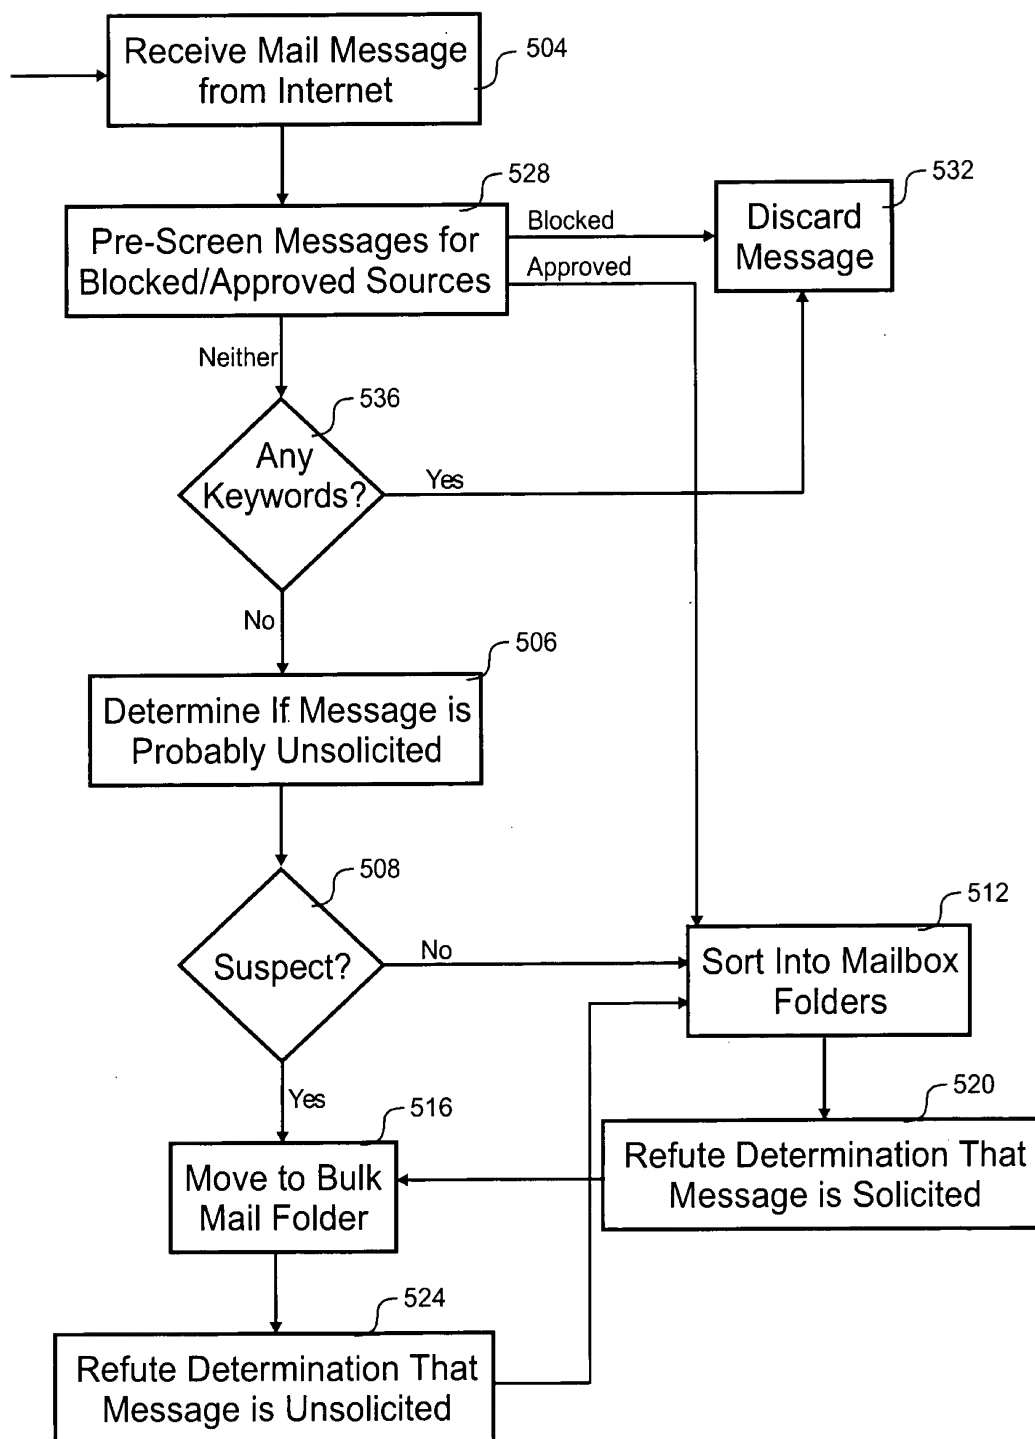 Receive Mail Message
from Internet
504
528
Pre-Screen Messages for
Blocked/Approved Sources
Blocked
Approved
532
Discard
Message
Neither
536
Any
Keywords?
Yes
No
506
Determine If Message is
Probably Unsolicited
508
Suspect?
No
512
Sort Into Mailbox
Folders
Yes
516
Move to Bulk
Mail Folder
520
Refute Determination That
Message is Solicited
524
Refute Determination That
Message is Unsolicited